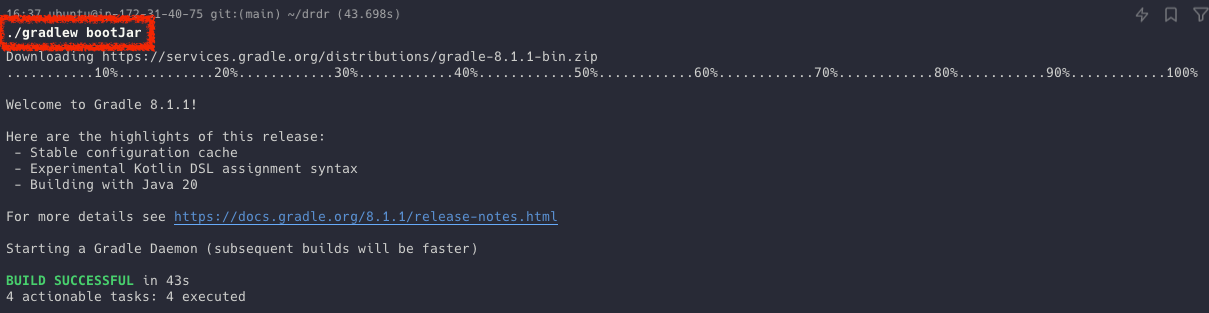 16:37 ubuntu@ip-172-31-40-75 git:(main) ~/drdr (43.698s)
./gradlew bootJar
Downloading https://services.gradle.org/distributions/gradle-8.1.1-bin.zip
...........10%............20%............30%............40%............50%............60%............70%............80%............90%............100%
Welcome to Gradle 8.1.1!
Here are the highlights of this release:
- Stable configuration cache
- Experimental Kotlin DSL assignment syntax
- Building with Java 20
For more details see https://docs.gradle.org/8.1.1/release-notes.html
Starting a Gradle Daemon (subsequent builds will be faster)
BUILD SUCCESSFUL in 43s
4 actionable tasks: 4 executed